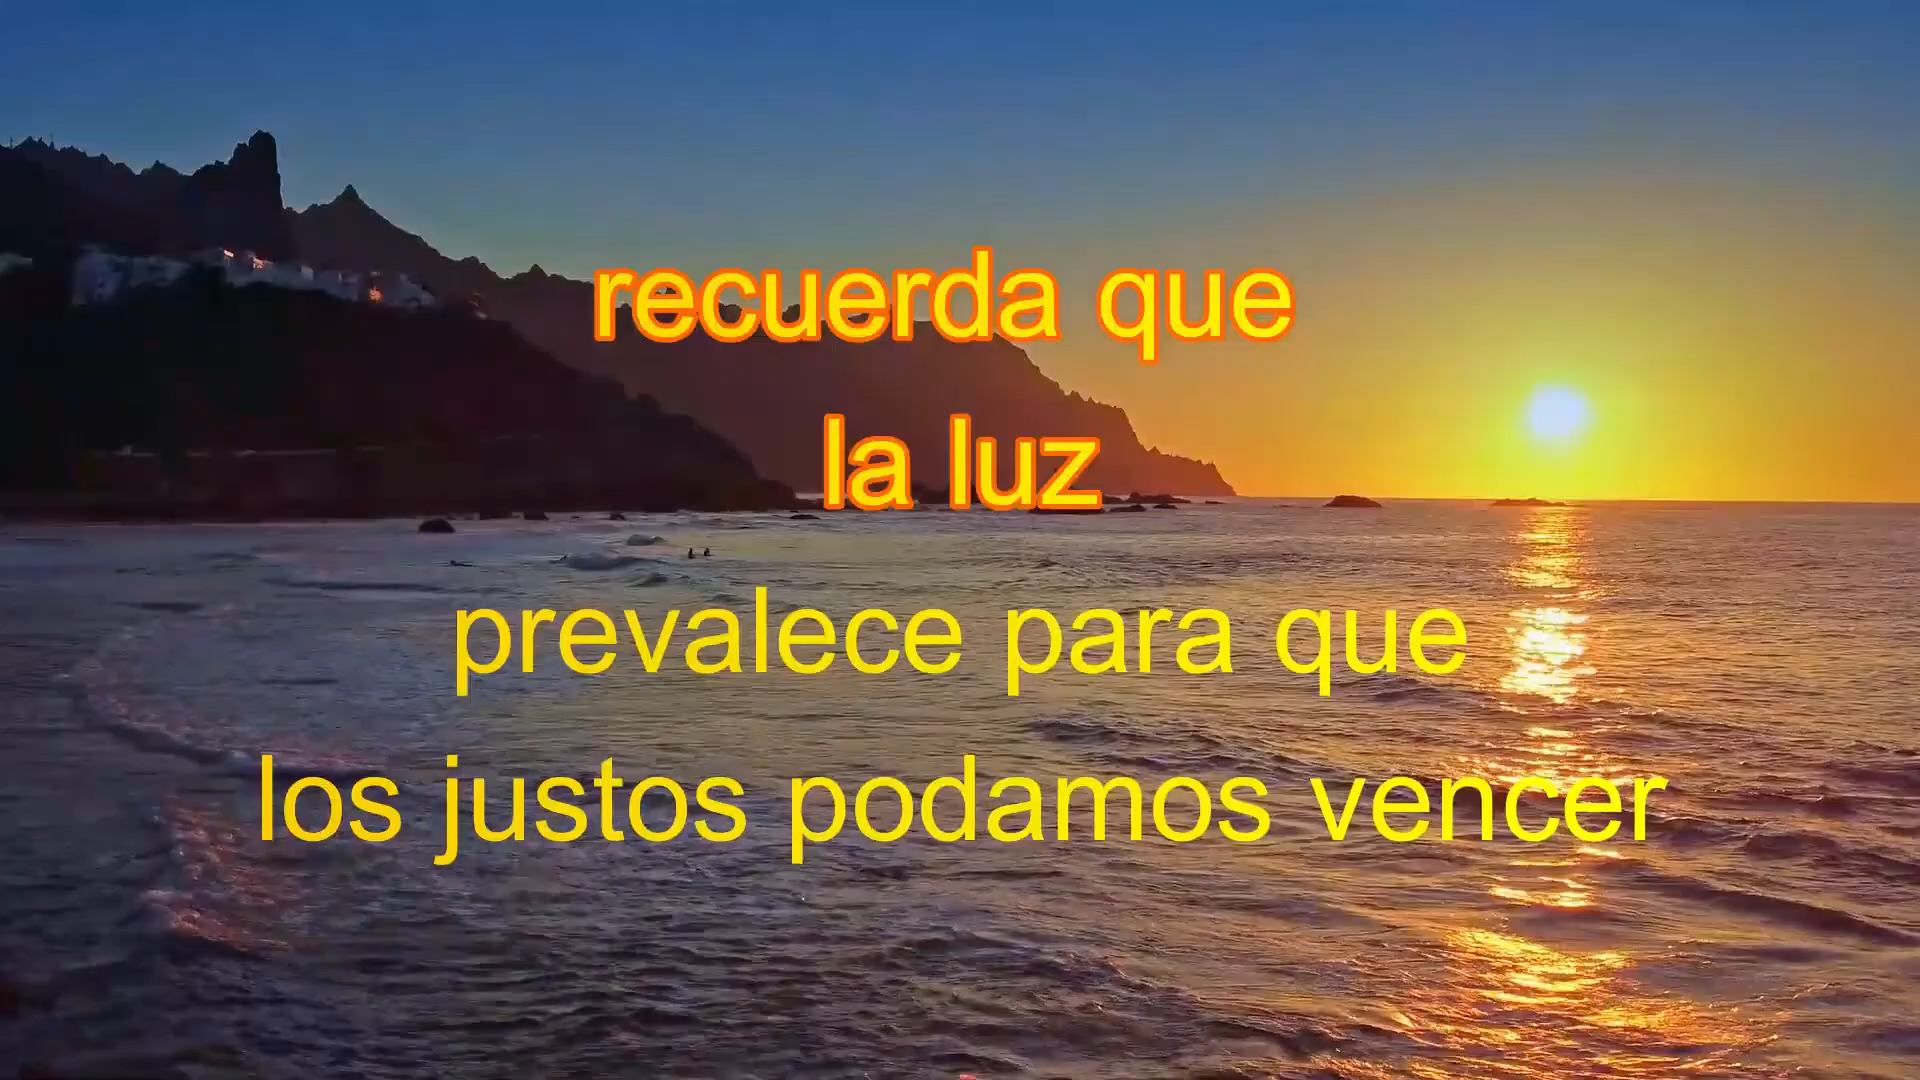 recuerda que
la luz
prevalece para que
los justos podamos vencer